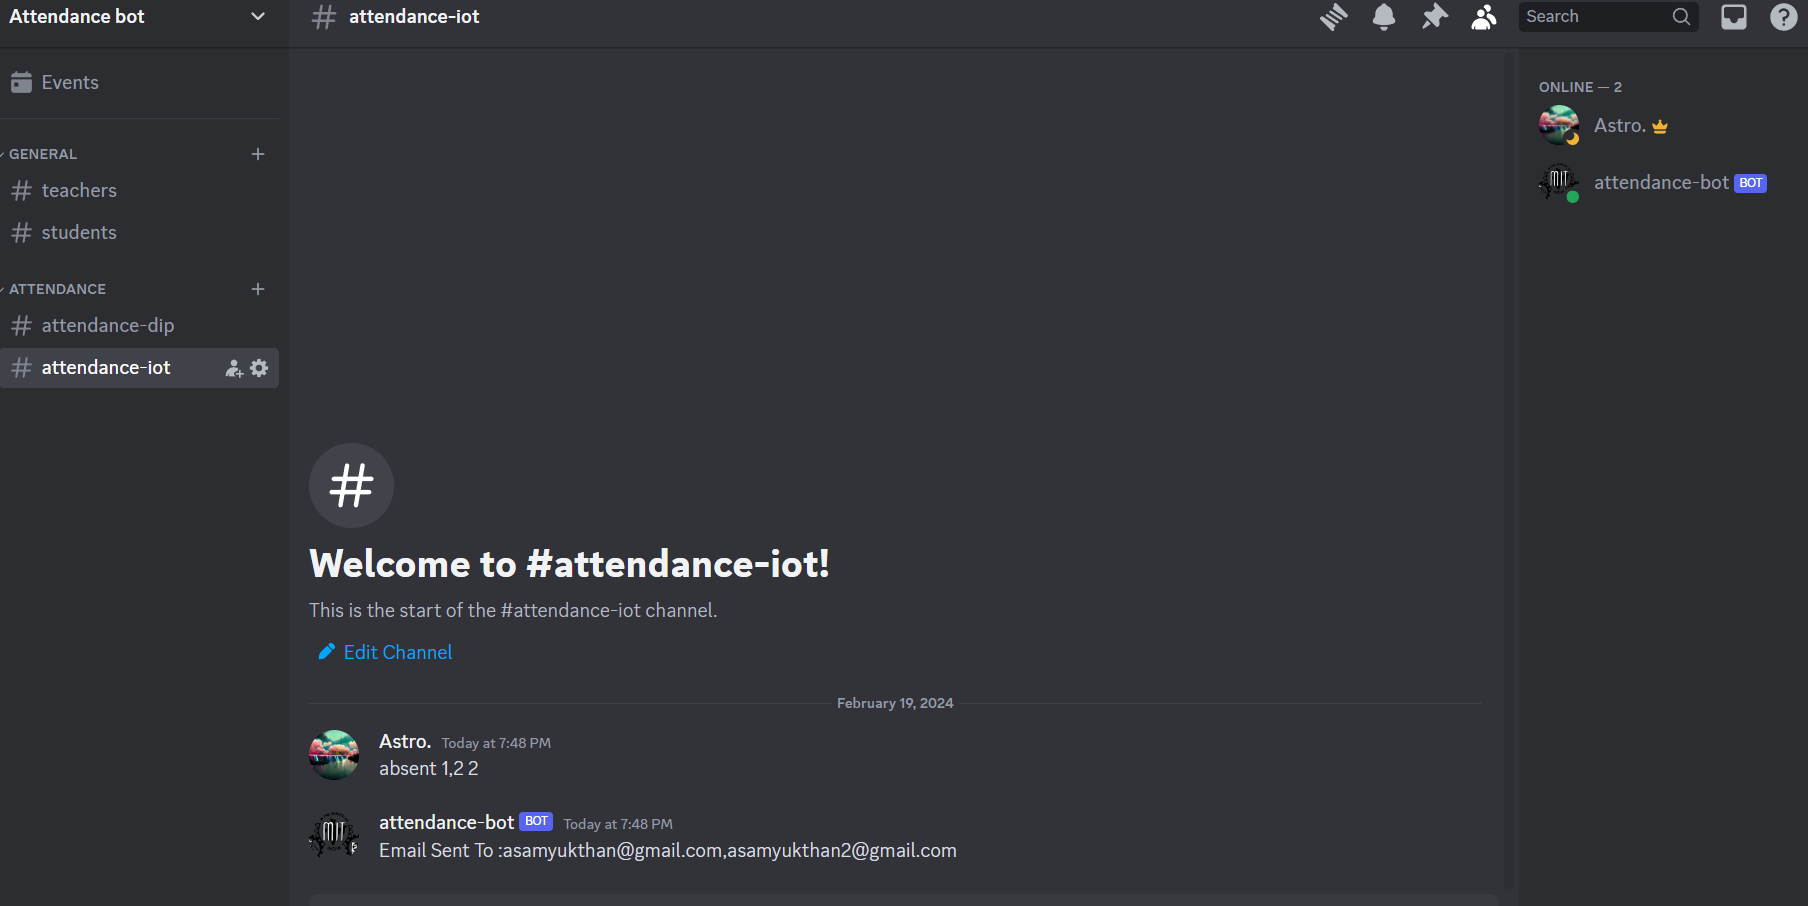 Attendance bot
Events
GENERAL
teachers
students
ATTENDANCE
attendance-dip
attendance-iot
attendance-iot
Search
Welcome to #attendance-iot!
This is the start of the #attendance-iot channel.
Edit Channel
February 19, 2024
Astro. Today at 7:48 PM
absent 1,2 2
MIT
attendance-bot BOT Today at 7:48 PM
Email Sent To :asamyukthan@gmail.com,asamyukthan2@gmail.com
ONLINE — 2
Astro.
MIT
attendance-bot BOT